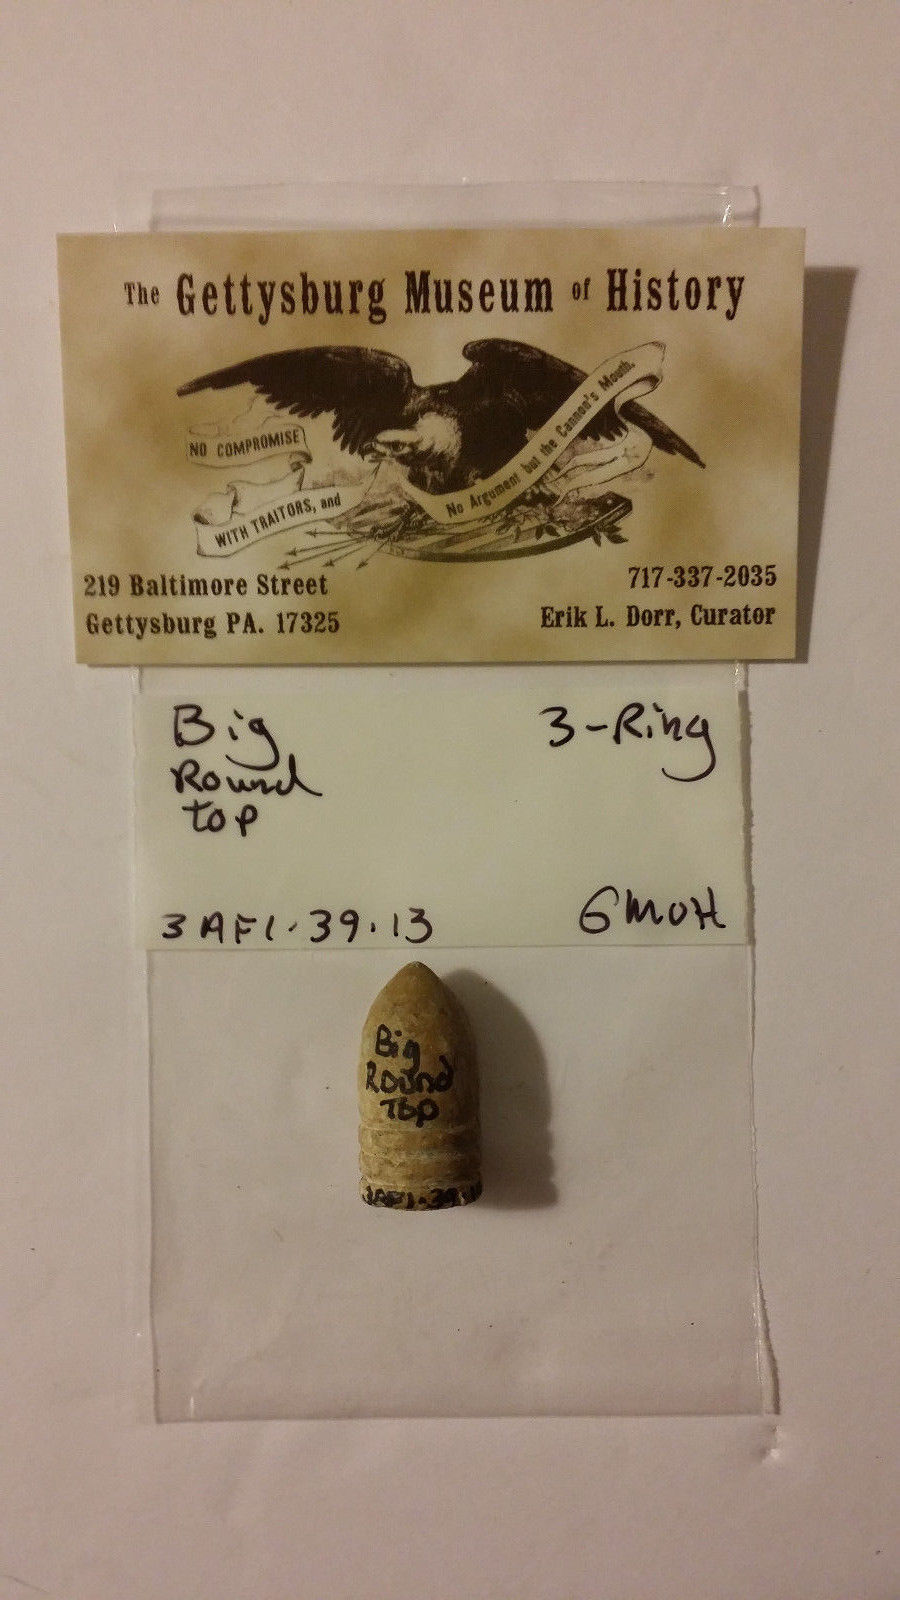 The Gettysburg Museum of History
NO COMPROMISE
WITH TRAITORS, and
No Argument but the Cannon's Mouth.
219 Baltimore Street
Gettysburg PA. 17325
717-337-2035
Erik L. Dorr, Curator
Big
Round
top
3-Ring
3AF1.39.13
GMOH
Big
Round
Top
AF1.39